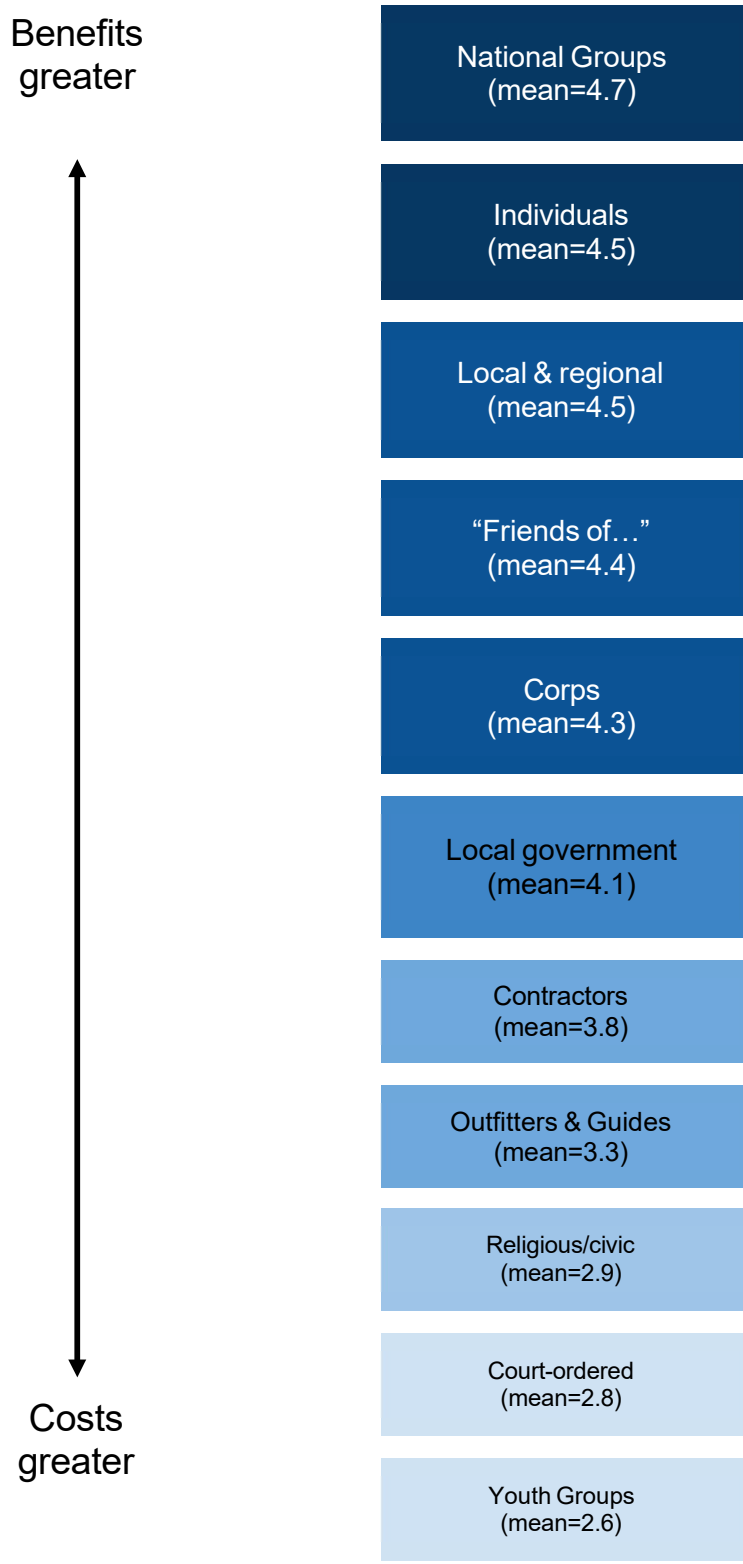 Benefits
greater
National Groups
(mean=4.7)
Individuals
(mean=4.5)
Local & regional
(mean=4.5)
“Friends of…”
(mean=4.4)
Corps
(mean=4.3)
Local government
(mean=4.1)
Contractors
(mean=3.8)
Outfitters & Guides
(mean=3.3)
Religious/civic
(mean=2.9)
Court-ordered
(mean=2.8)
Costs
greater
Youth Groups
(mean=2.6)